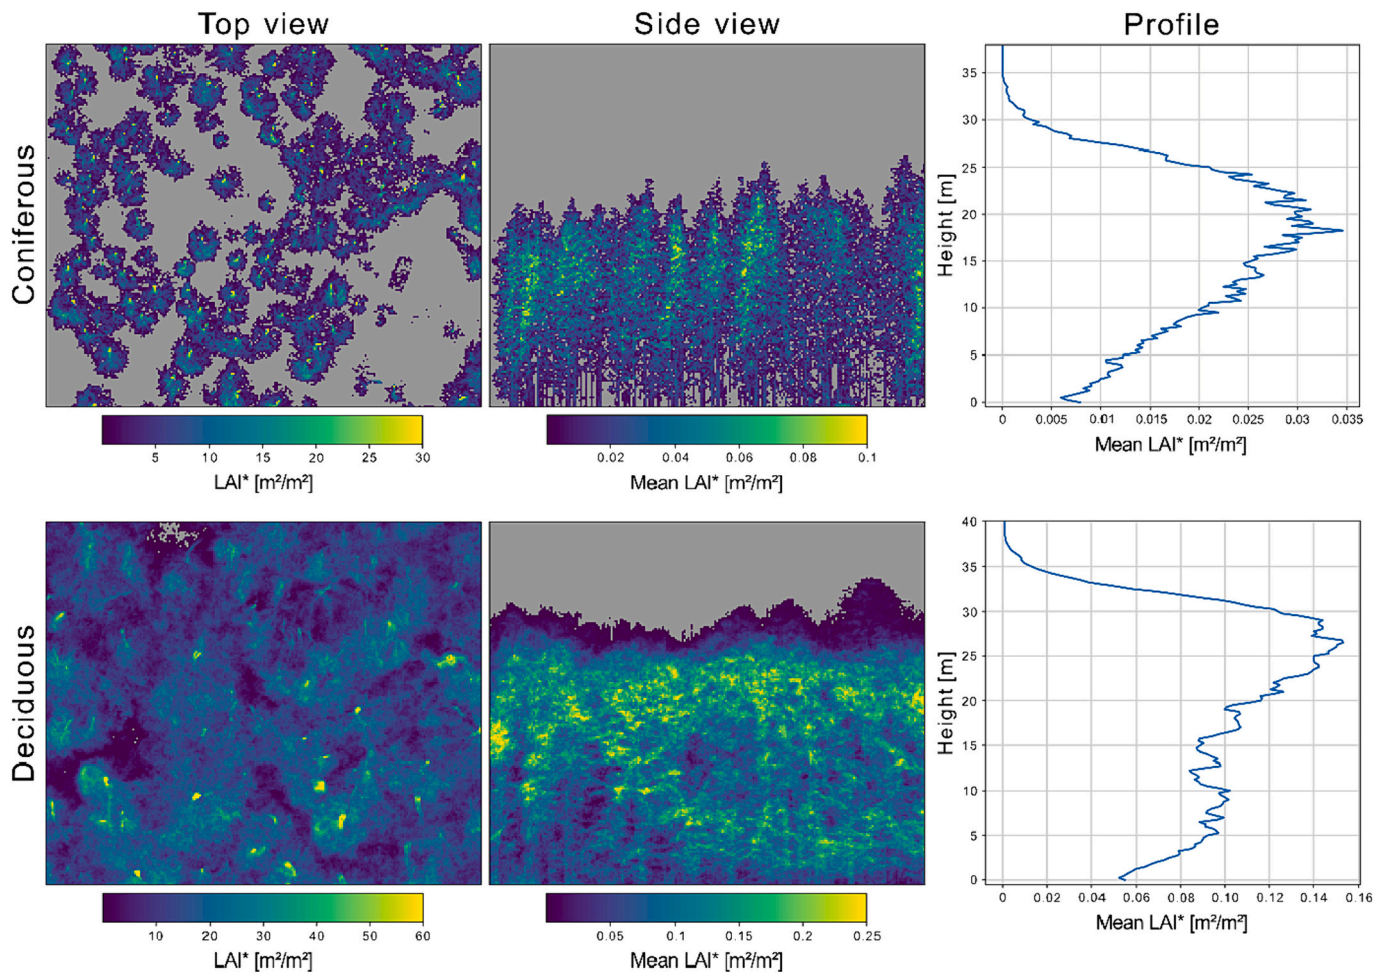 Top view
Side view
Profile
Coniferous
35
30
25
20
15
10
5
0
Height [m]
0 0.005 0.01 0.015 0.02 0.025 0.03 0.035
Mean LAI* [m²/m²]
5 10 15 20 25 30
LAI* [m²/m²]
0.02 0.04 0.06 0.08 0.1
Mean LAI* [m²/m²]
Deciduous
40
35
30
25
20
15
10
5
0
Height [m]
0 0.02 0.04 0.06 0.08 0.10 0.12 0.14 0.16
Mean LAI* [m²/m²]
10 20 30 40 50 60
LAI* [m²/m²]
0.05 0.1 0.15 0.2 0.25
Mean LAI* [m²/m²]